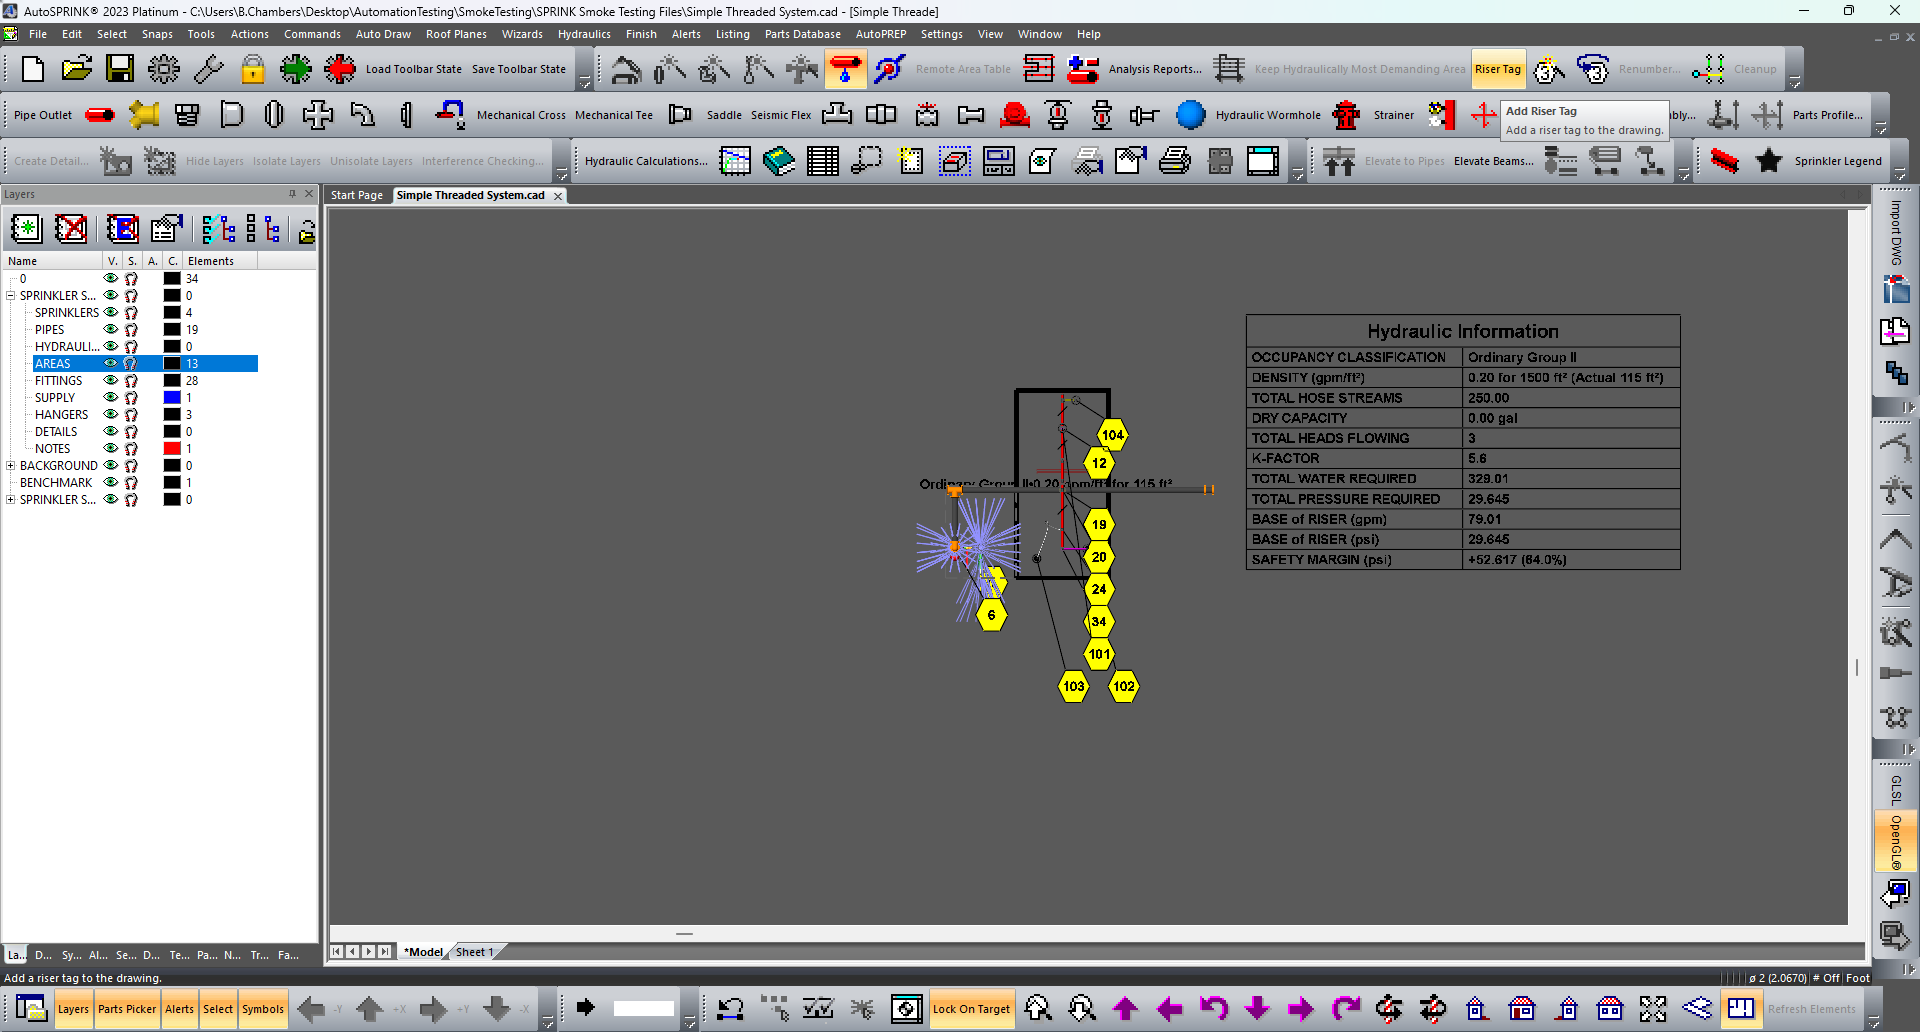 AutoSPRINK® 2023 Platinum - C:\Users\B.Chambers\Desktop\AutomationTesting\SmokeTesting\SPRINK Smoke Testing Files\Simple Threaded System.cad - [Simple Threade]
File Edit Select Snaps Tools Actions Commands Auto Draw Roof Planes Wizards Hydraulics Finish Alerts Listing Parts Database AutoPREP Settings View Window Help
Load Toolbar State Save Toolbar State Remote Area Table Analysis Reports... Keep Hydraulically Most Demanding Area Riser Tag Renumber... Cleanup
Pipe Outlet Mechanical Cross Mechanical Tee Saddle Seismic Flex Hydraulic Wormhole Strainer Add Riser Tag bly... Parts Profile...
Add a riser tag to the drawing.
Create Detail... Hide Layers Isolate Layers Unisolate Layers Interference Checking... Hydraulic Calculations... Elevate to Pipes Elevate Beams... Sprinkler Legend
Layers
Start Page Simple Threaded System.cad
Name V. S. A. C. Elements
0 34
SPRINKLER S... 0
SPRINKLERS 4
PIPES 19
HYDRAULI... 0
AREAS 13
FITTINGS 28
SUPPLY 1
HANGERS 3
DETAILS 0
NOTES 1
BACKGROUND 0
BENCHMARK 1
SPRINKLER S... 0
Hydraulic Information
OCCUPANCY CLASSIFICATION Ordinary Group II
DENSITY (gpm/ft²) 0.20 for 1500 ft² (Actual 115 ft²)
TOTAL HOSE STREAMS 250.00
DRY CAPACITY 0.00 gal
TOTAL HEADS FLOWING 3
K-FACTOR 5.6
TOTAL WATER REQUIRED 329.01
TOTAL PRESSURE REQUIRED 29.645
BASE of RISER (gpm) 79.01
BASE of RISER (psi) 29.645
SAFETY MARGIN (psi) +52.617 (64.0%)
104
12
Ordinary Group II 0.20 gpm/ft² for 115 ft²
19
20
24
6
34
101
103 102
Import DWG
GLSL
OpenGL®
*Model Sheet 1
La... D... Sy... Al... Se... D... Te... Pa... N... Tr... Fa...
Add a riser tag to the drawing. ø 2 (2.0670) # Off Foot
Layers Parts Picker Alerts Select Symbols -Y +X +Y -X Lock On Target Refresh Elements